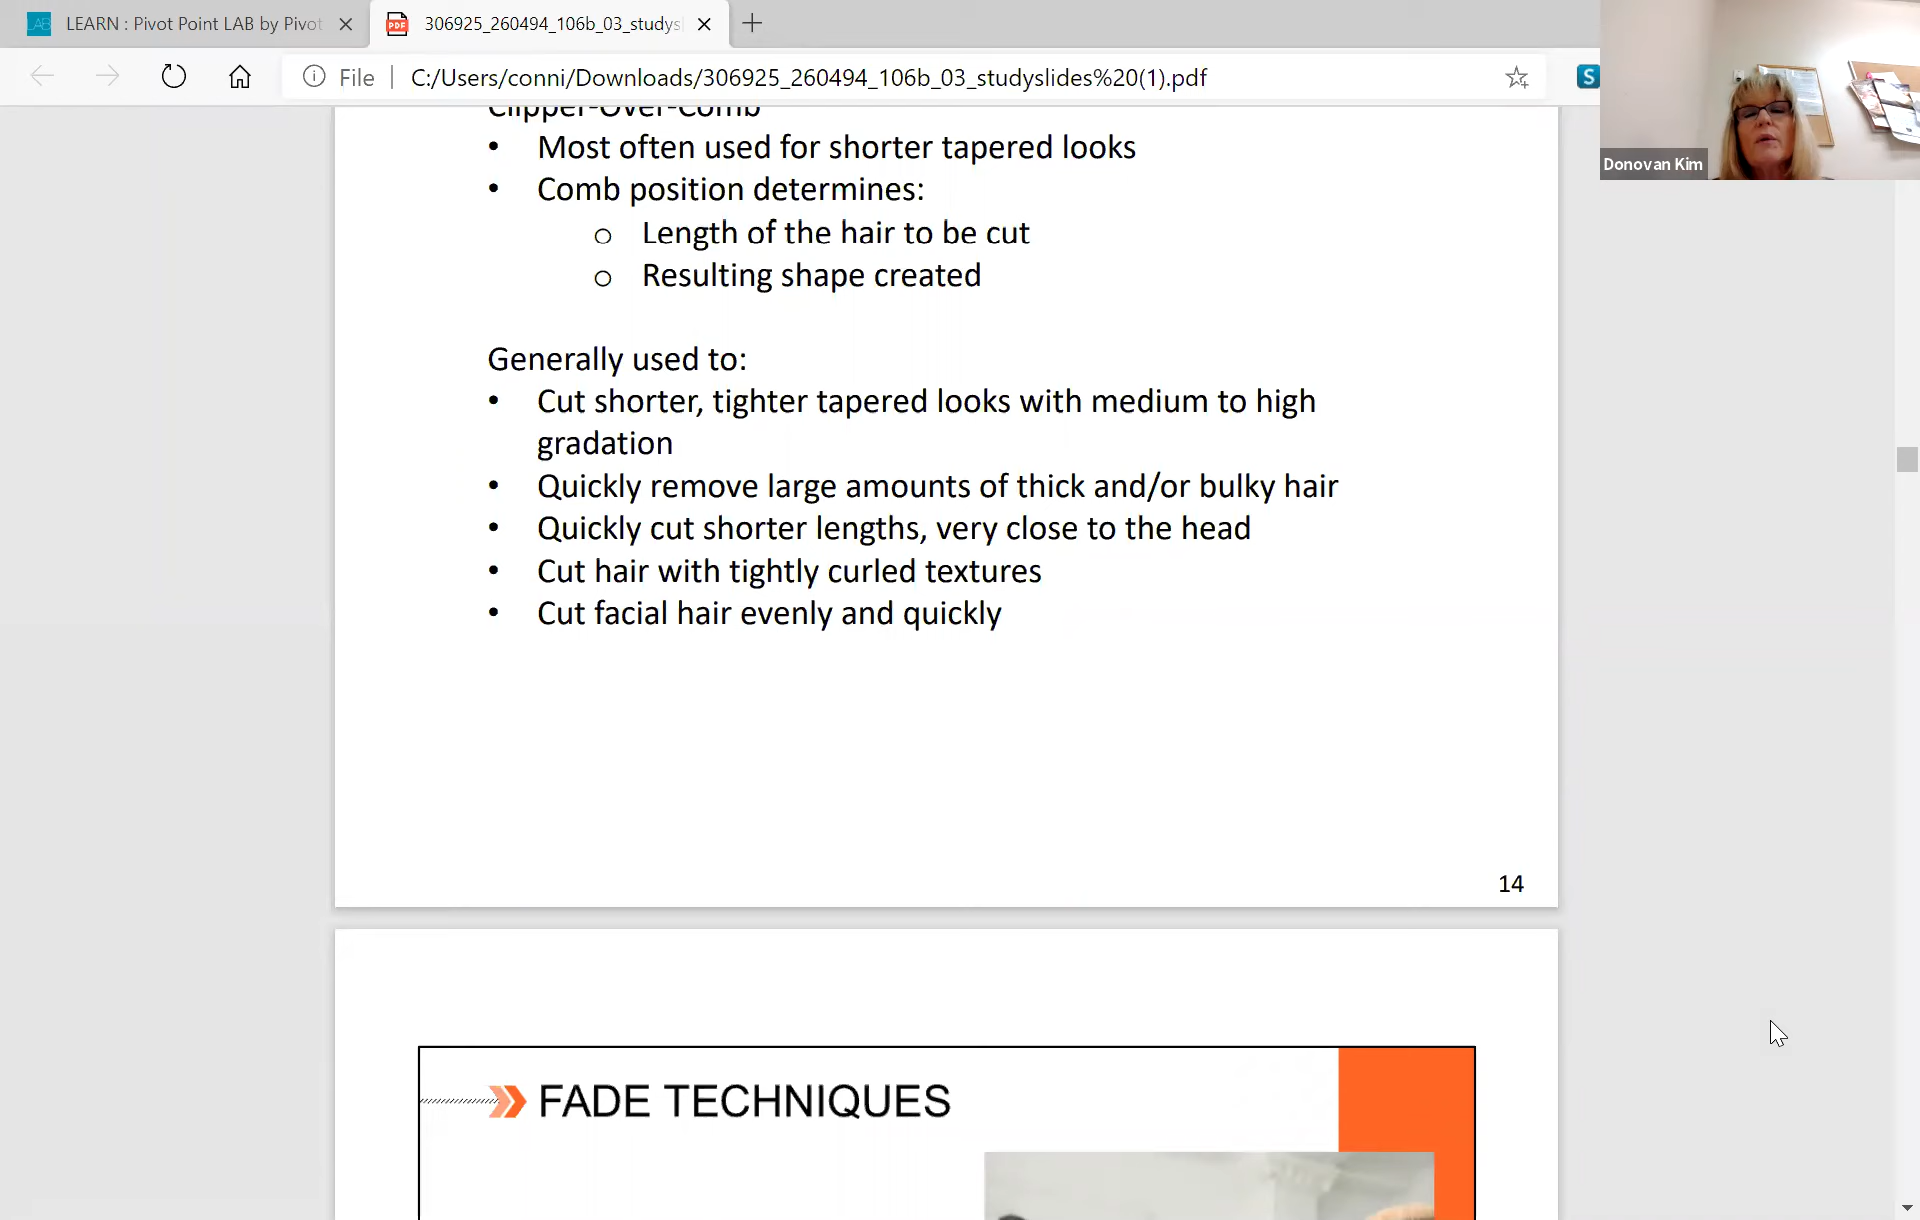 LEARN : Pivot Point LAB by Pivot
306925_260494_106b_03_studys
File
C:/Users/conni/Downloads/306925_260494_106b_03_studyslides%20(1).pdf
S
Donovan Kim
Clipper-Over-Comb
• Most often used for shorter tapered looks
• Comb position determines:
o Length of the hair to be cut
o Resulting shape created
Generally used to:
• Cut shorter, tighter tapered looks with medium to high
gradation
• Quickly remove large amounts of thick and/or bulky hair
• Quickly cut shorter lengths, very close to the head
• Cut hair with tightly curled textures
• Cut facial hair evenly and quickly
14
FADE TECHNIQUES